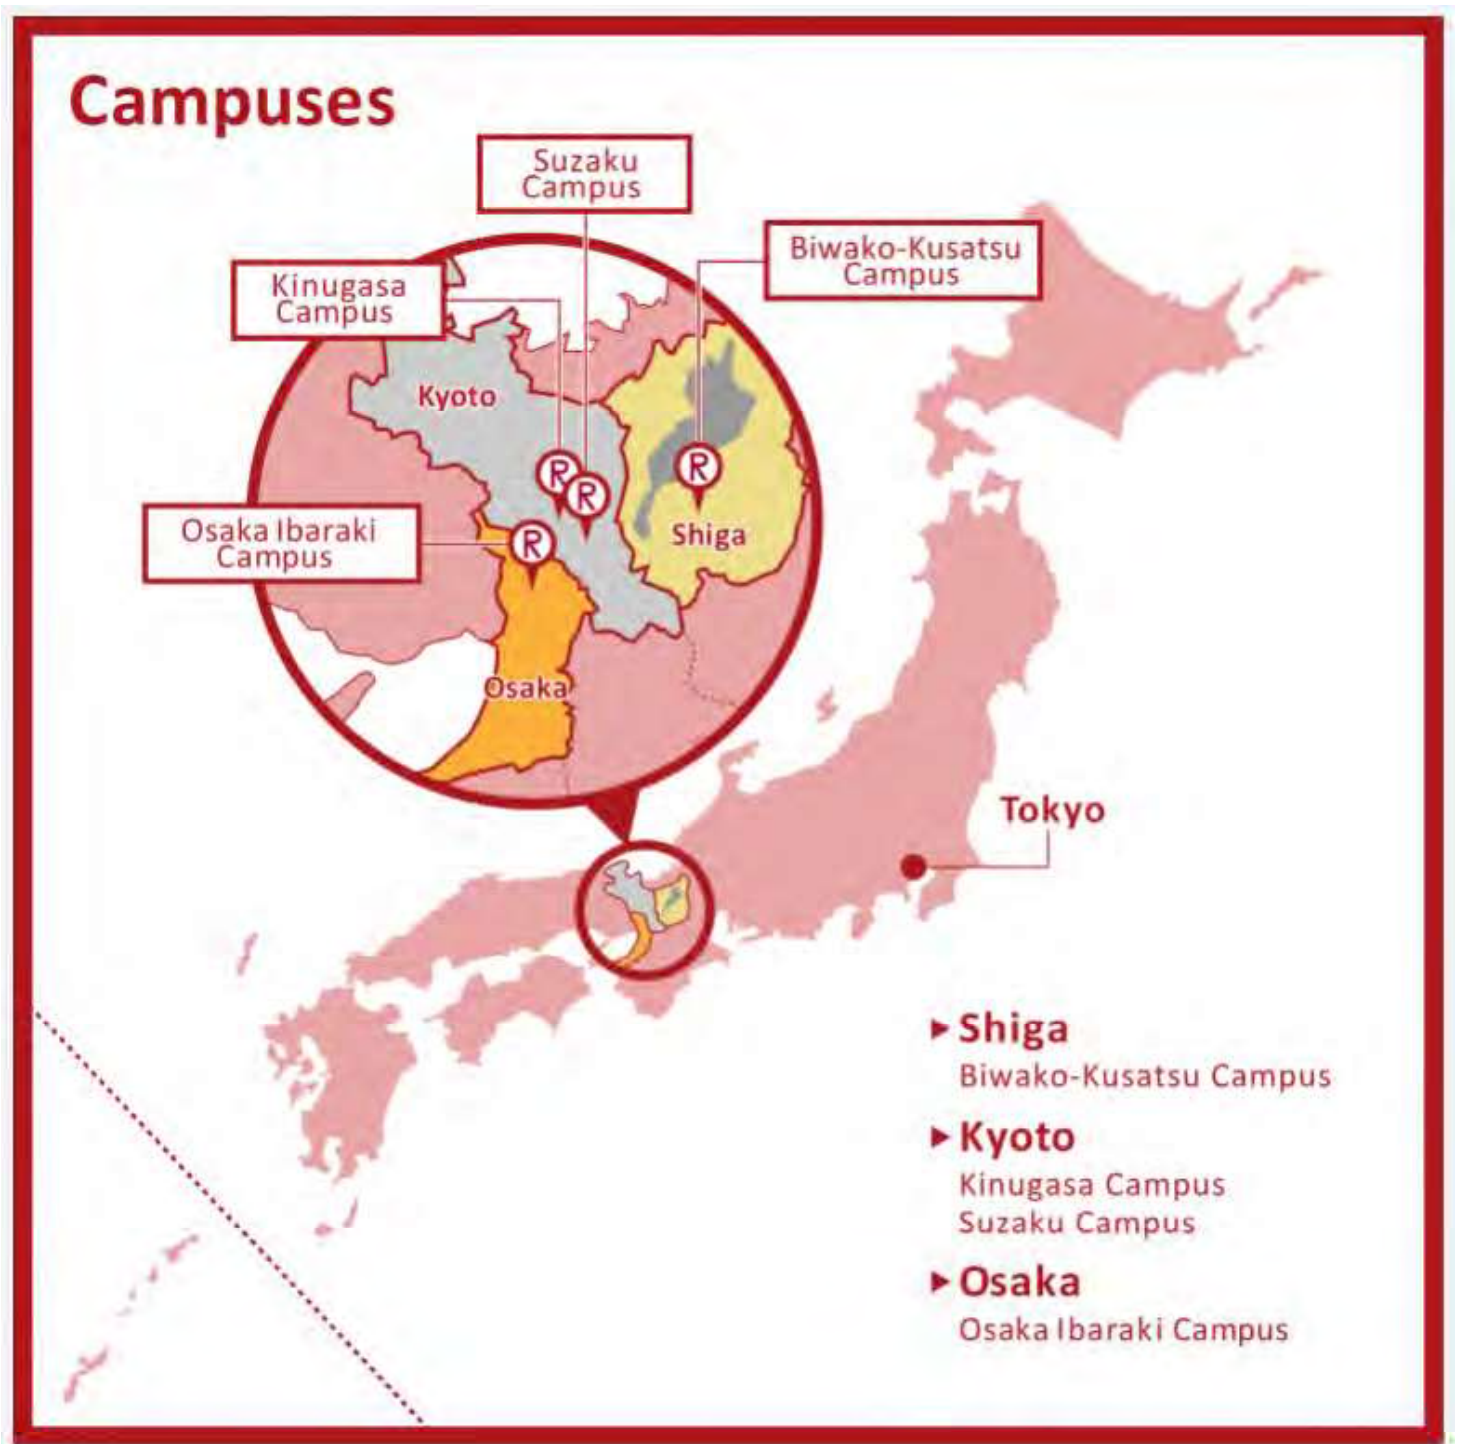 Campuses
Suzaku
Campus
Biwako-Kusatsu
Campus
Kinugasa
Campus
Kyoto
R
R
R
Osaka Ibaraki
Campus
R
Shiga
Osaka
Tokyo
Shiga
Biwako-Kusatsu Campus
Kyoto
Kinugasa Campus
Suzaku Campus
Osaka
Osaka Ibaraki Campus